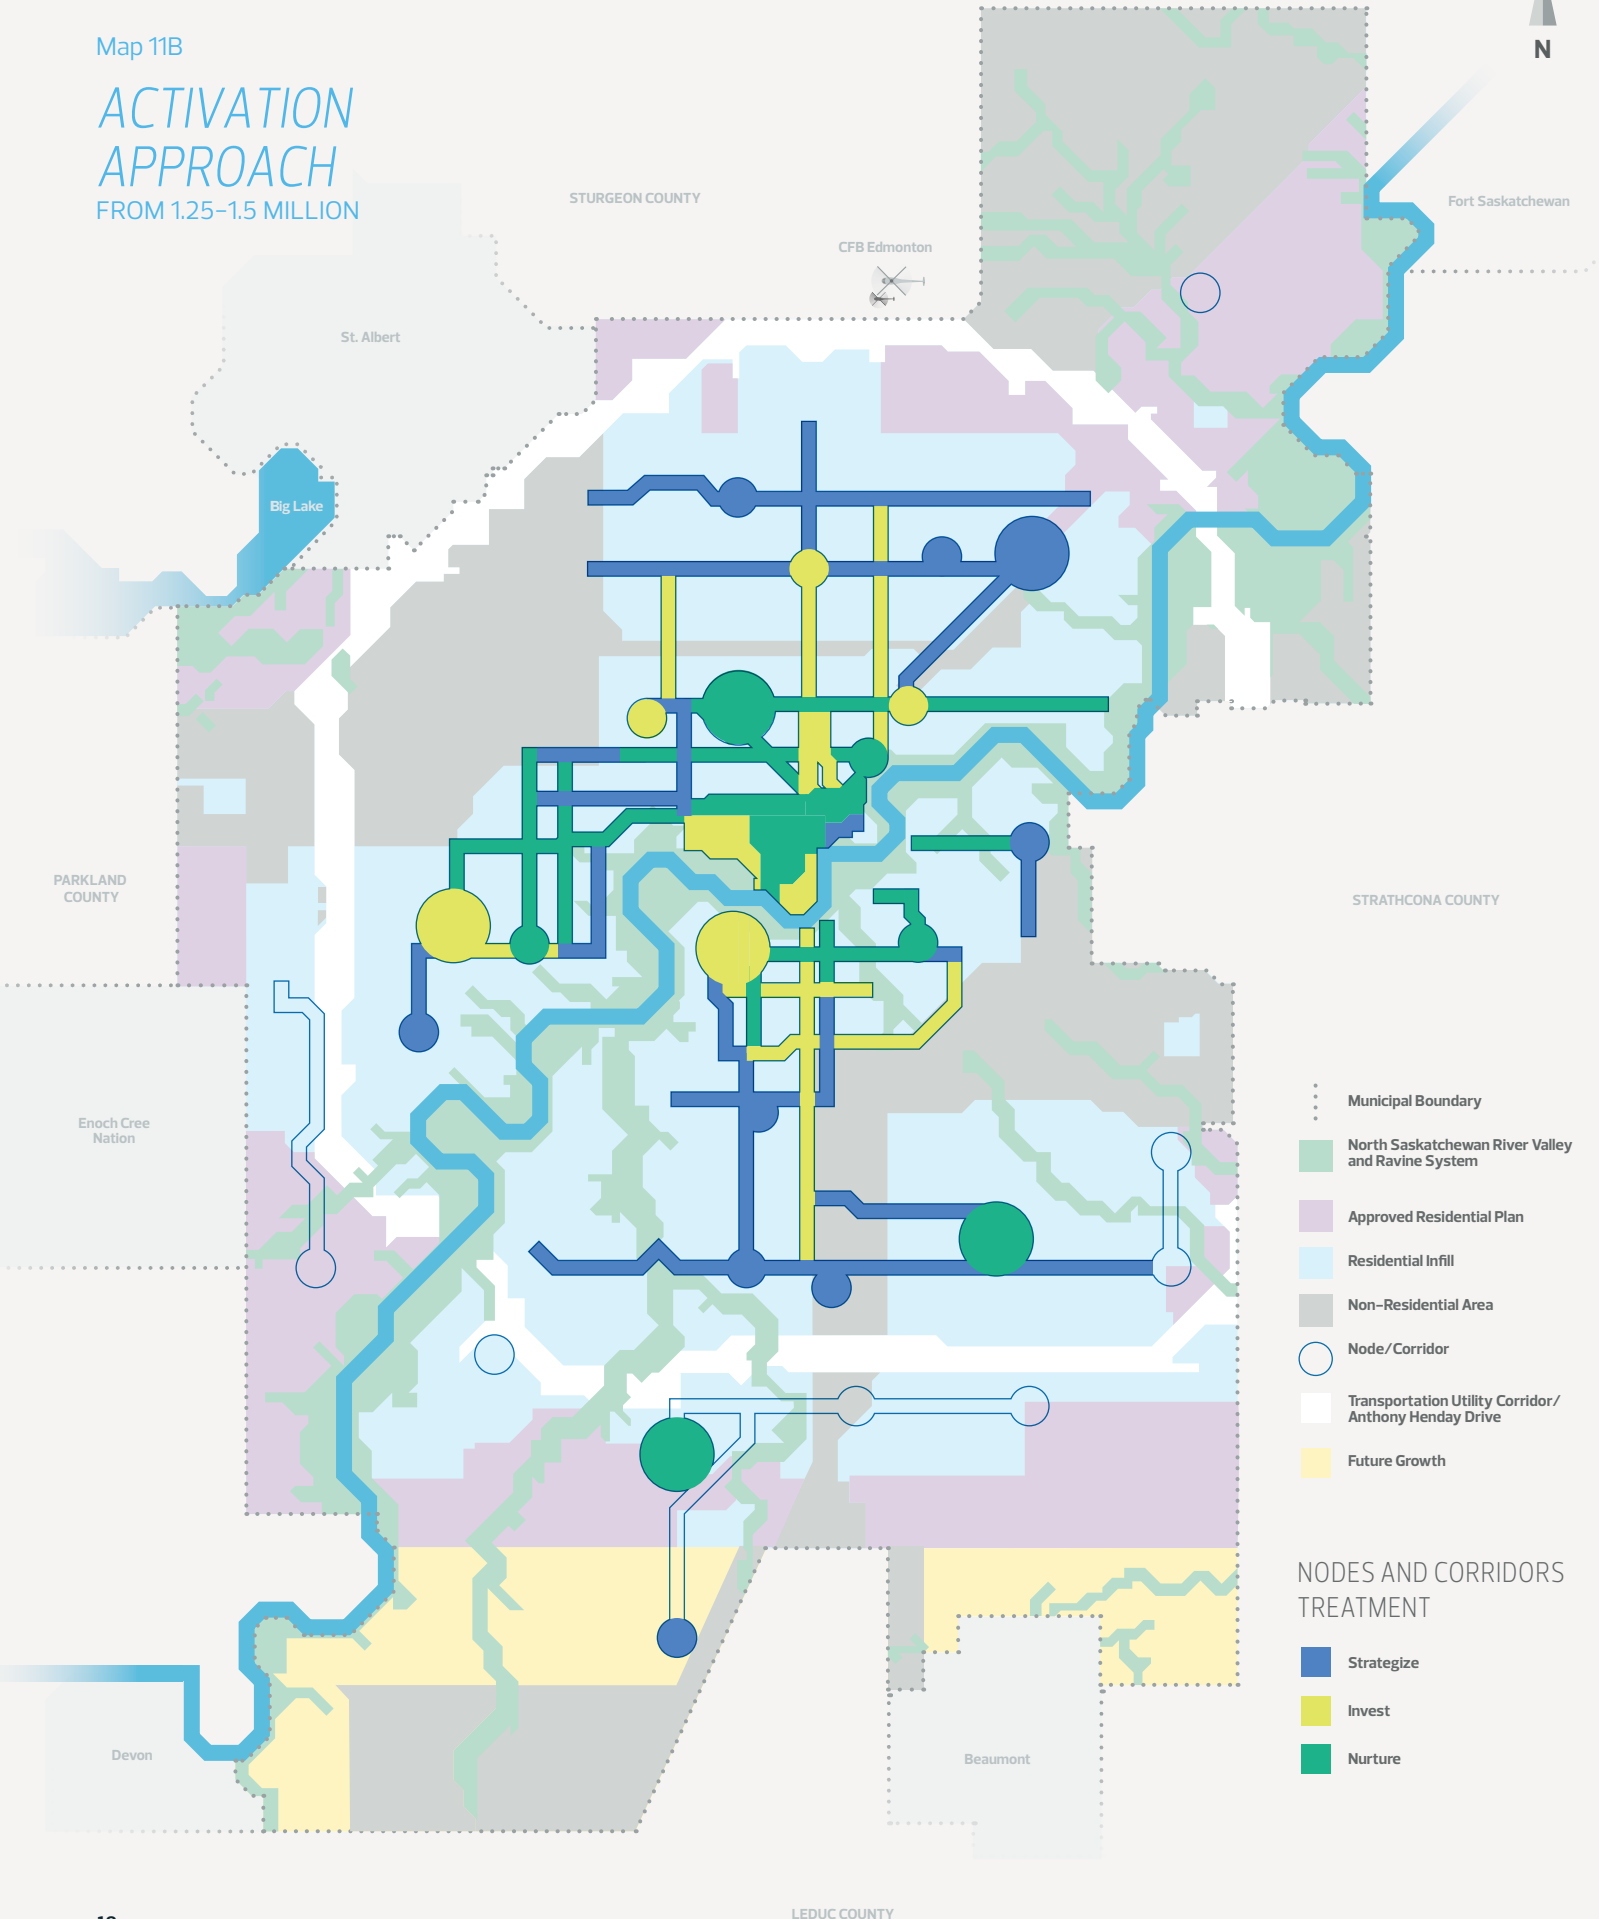 Map 11B
ACTIVATION
APPROACH
FROM 1.25–1.5 MILLION
N
STURGEON COUNTY
Fort Saskatchewan
CFB Edmonton
St. Albert
Big Lake
PARKLAND
COUNTY
STRATHCONA COUNTY
Enoch Cree
Nation
Municipal Boundary
North Saskatchewan River Valley
and Ravine System
Approved Residential Plan
Residential Infill
Non-Residential Area
Node/Corridor
Transportation Utility Corridor/
Anthony Henday Drive
Future Growth
NODES AND CORRIDORS
TREATMENT
Strategize
Invest
Nurture
Devon
Beaumont
LEDUC COUNTY